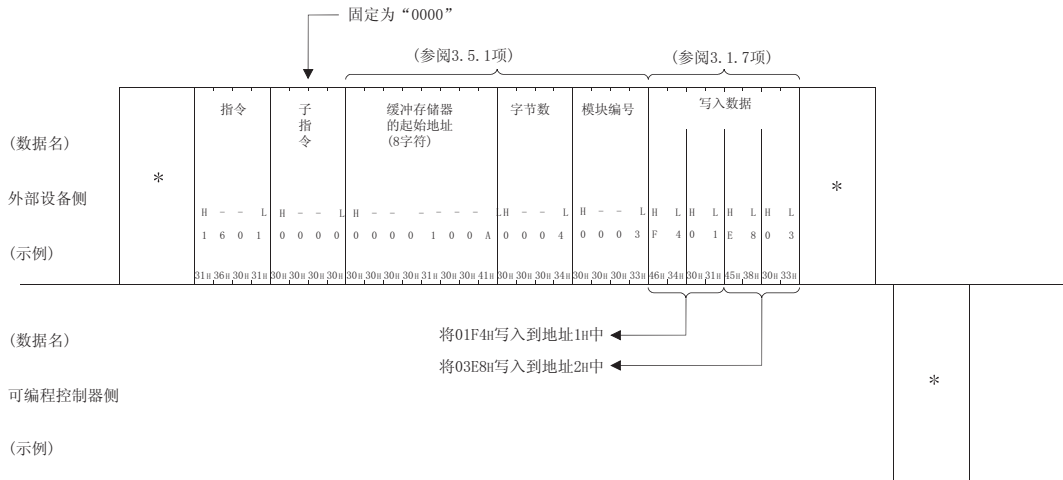 固定为“0000”
(参阅3.5.1项) (参阅3.1.7项)
指令 子指令 缓冲存储器的起始地址(8字符) 字节数 模块编号 写入数据
(数据名)
* *
外部设备侧
H - - L H - - L H - - - - - - L H - - L H - - L H L H L H L H L
1 6 0 1 0 0 0 0 0 0 0 0 1 0 0 A 0 0 0 4 0 0 0 3 F 4 0 1 E 8 0 3
(示例)
31H 36H 30H 31H 30H 30H 30H 30H 30H 30H 30H 30H 31H 30H 30H 41H 30H 30H 30H 34H 30H 30H 30H 33H 46H 34H 30H 31H 45H 38H 30H 33H
(数据名)
将01F4H写入到地址1H中
将03E8H写入到地址2H中
*
可编程控制器侧
(示例)